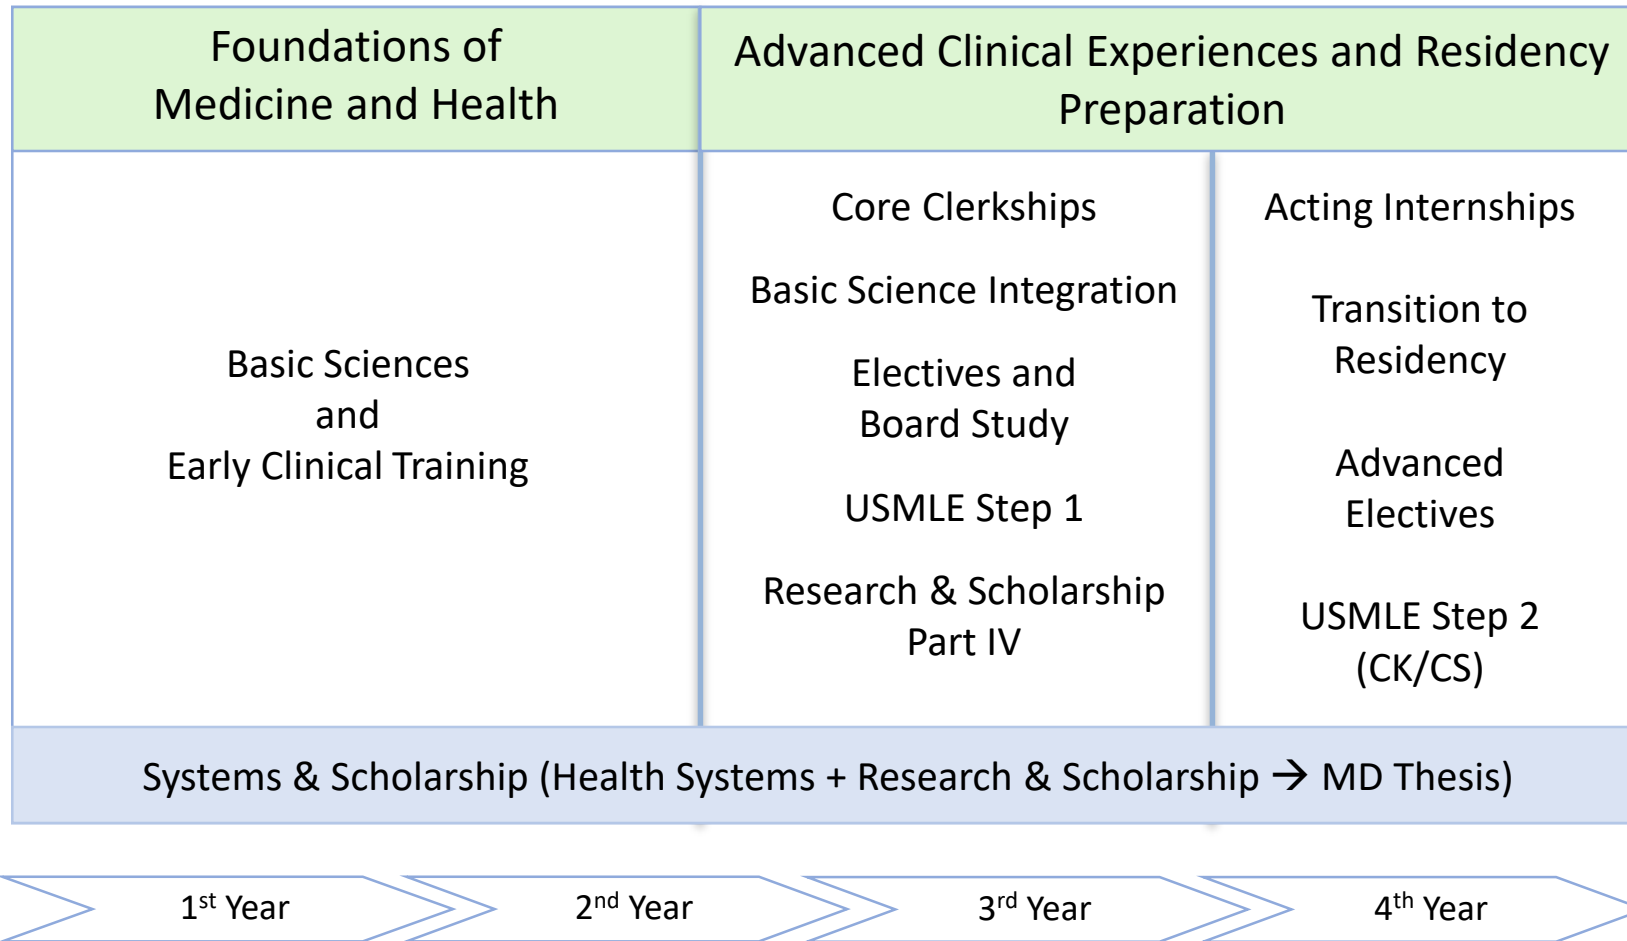 Foundations of
Medicine and Health
Advanced Clinical Experiences and Residency
Preparation
Basic Sciences
and
Early Clinical Training
Core Clerkships
Basic Science Integration
Electives and
Board Study
USMLE Step 1
Research & Scholarship
Part IV
Acting Internships
Transition to
Residency
Advanced
Electives
USMLE Step 2
(CK/CS)
Systems & Scholarship (Health Systems + Research & Scholarship → MD Thesis)
1st Year
2nd Year
3rd Year
4th Year